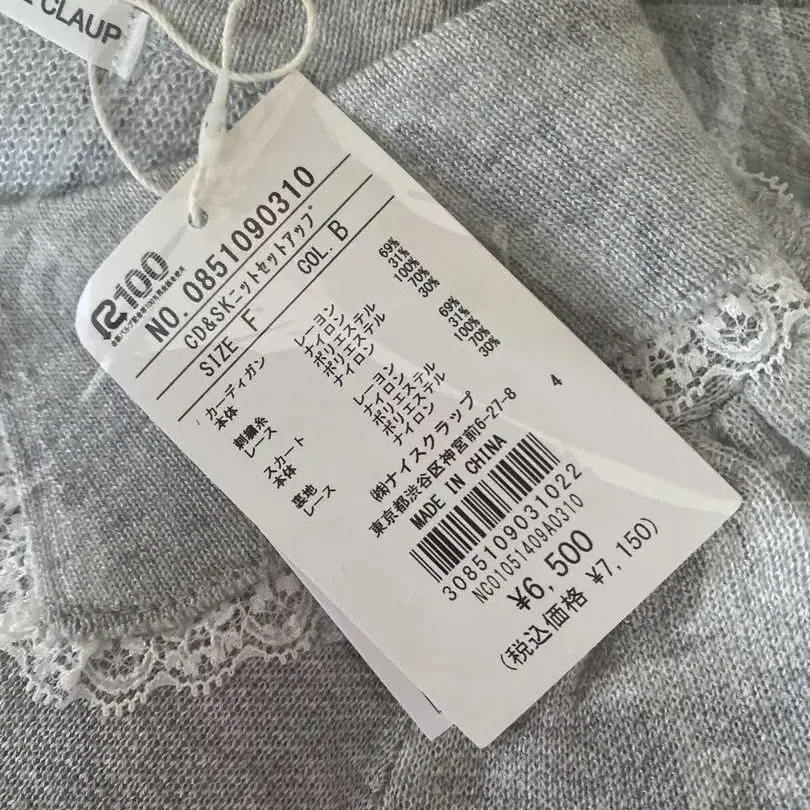 CLAUP
R100
NO. 0851090310
CD&SKニットセットアップ
SIZE F COL. B
カーディガン
本体 レーヨン 69%
ナイロン 31%
刺繍糸 ポリエステル 100%
レース ポリエステル 70%
ナイロン 30%
スカート
本体 レーヨン 69%
ナイロン 31%
裏地 ポリエステル 100%
レース ポリエステル 70%
ナイロン 30%
㈱ナイスクラップ 4
東京都渋谷区神宮前6-27-8
MADE IN CHINA
3085109031022
NC01051409A0310
¥6,500
(税込価格 ¥7,150)